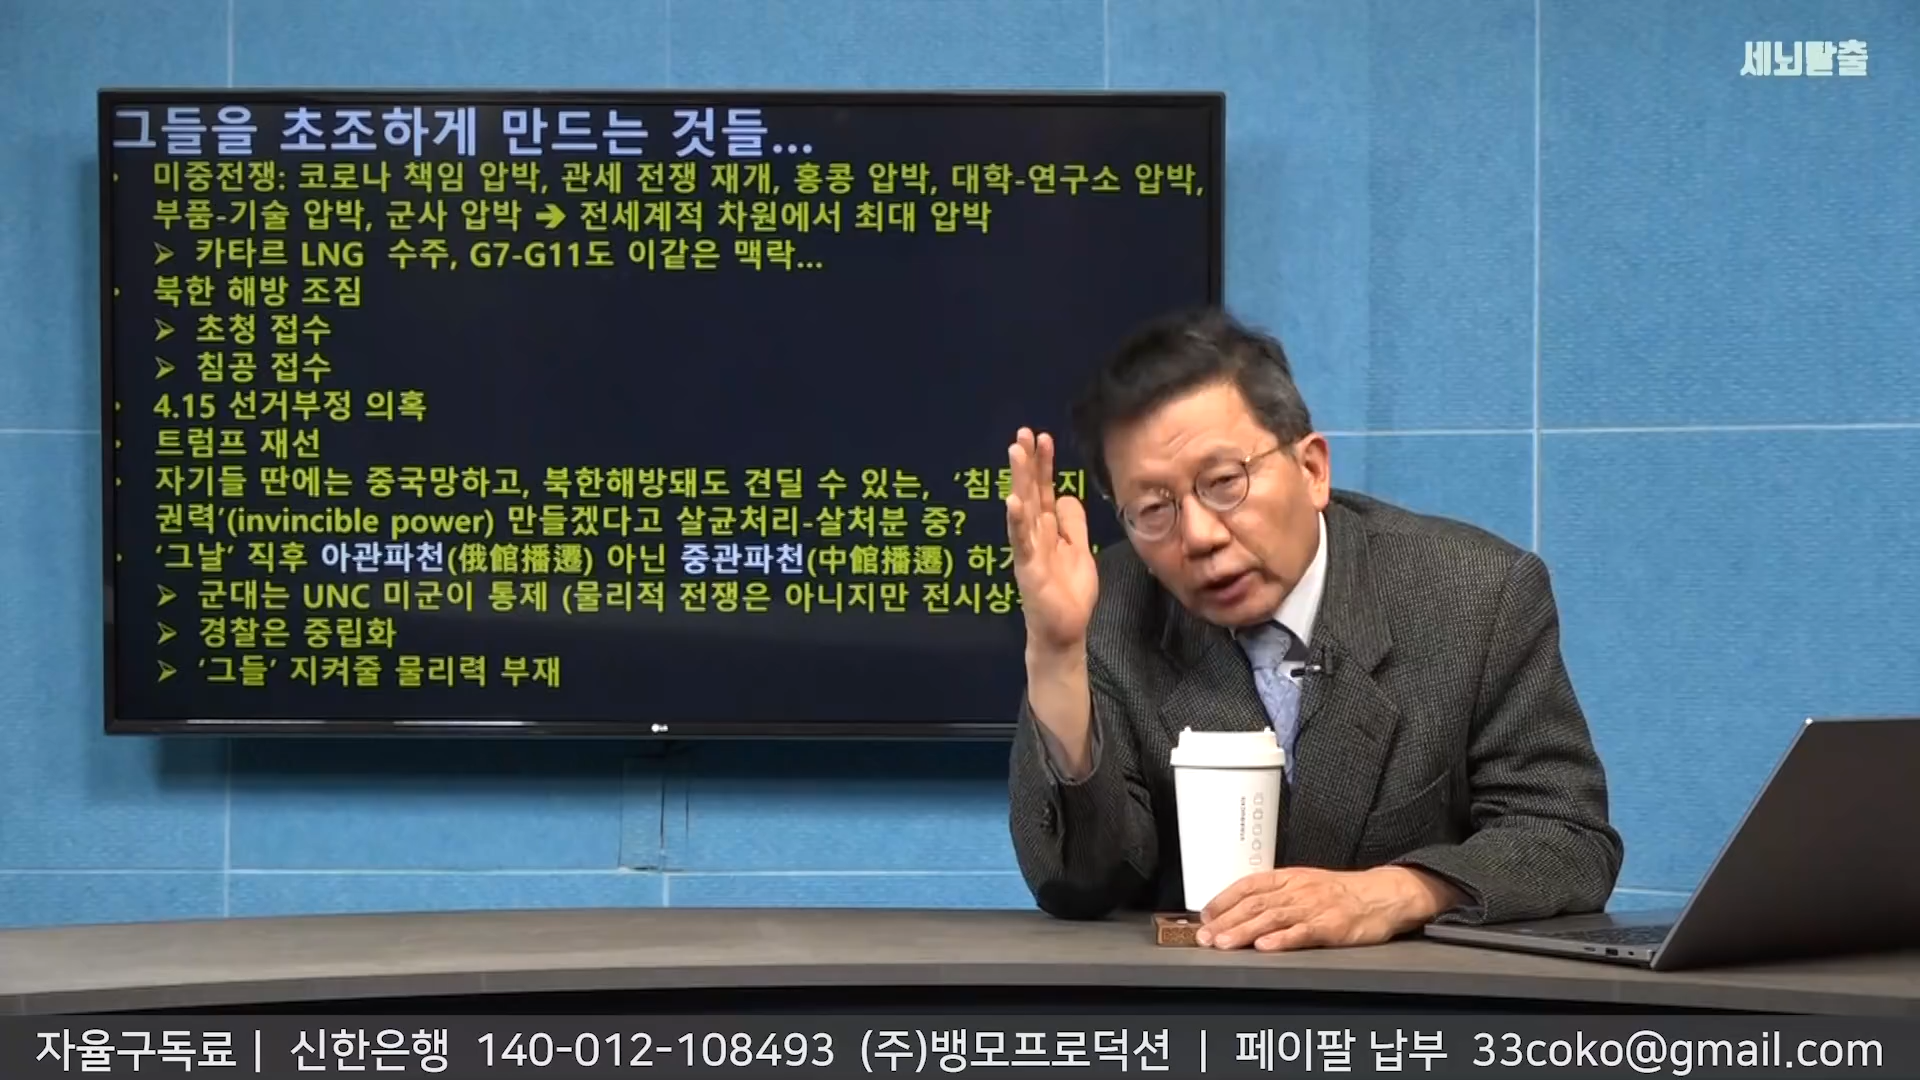 세뇌탈출
그들을 초조하게 만드는 것들...
미중전쟁: 코로나 책임 압박, 관세 전쟁 재개, 홍콩 압박, 대학-연구소 압박,
부품-기술 압박, 군사 압박 ➔ 전세계적 차원에서 최대 압박
➢ 카타르 LNG 수주, G7-G11도 이같은 맥락...
북한 해방 조짐
➢ 초청 접수
➢ 침공 접수
4.15 선거부정 의혹
트럼프 재선
자기들 딴에는 중국망하고, 북한해방돼도 견딜 수 있는,
권력'(invincible power) 만들겠다고 살균처리-살처분 중?
'그날' 직후 아관파천(俄館播遷) 아닌 중관파천(中館播遷)
➢ 군대는 UNC 미군이 통제 (물리적 전쟁은 아니지만
➢ 경찰은 중립화
➢ '그들' 지켜줄 물리력 부재
LG
STARBUCKS
자율구독료 | 신한은행 140-012-108493 (주)뱅모프로덕션 | 페이팔 납부 33coko@gmail.com